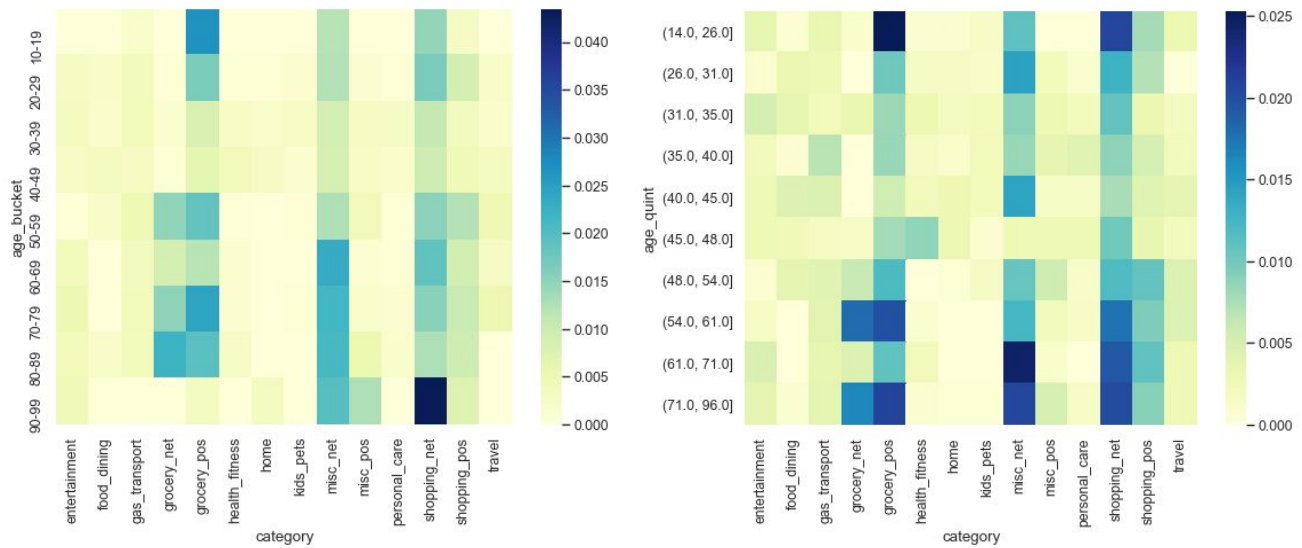 age_bucket
10-19
20-29
30-39
40-49
50-59
60-69
70-79
80-89
90-99
entertainment
food_dining
gas_transport
grocery_net
grocery_pos
health_fitness
home
kids_pets
misc_net
misc_pos
personal_care
shopping_net
shopping_pos
travel
category
0.040
0.035
0.030
0.025
0.020
0.015
0.010
0.005
0.000
age_quint
(14.0, 26.0]
(26.0, 31.0]
(31.0, 35.0]
(35.0, 40.0]
(40.0, 45.0]
(45.0, 48.0]
(48.0, 54.0]
(54.0, 61.0]
(61.0, 71.0]
(71.0, 96.0]
entertainment
food_dining
gas_transport
grocery_net
grocery_pos
health_fitness
home
kids_pets
misc_net
misc_pos
personal_care
shopping_net
shopping_pos
travel
category
0.025
0.020
0.015
0.010
0.005
0.000